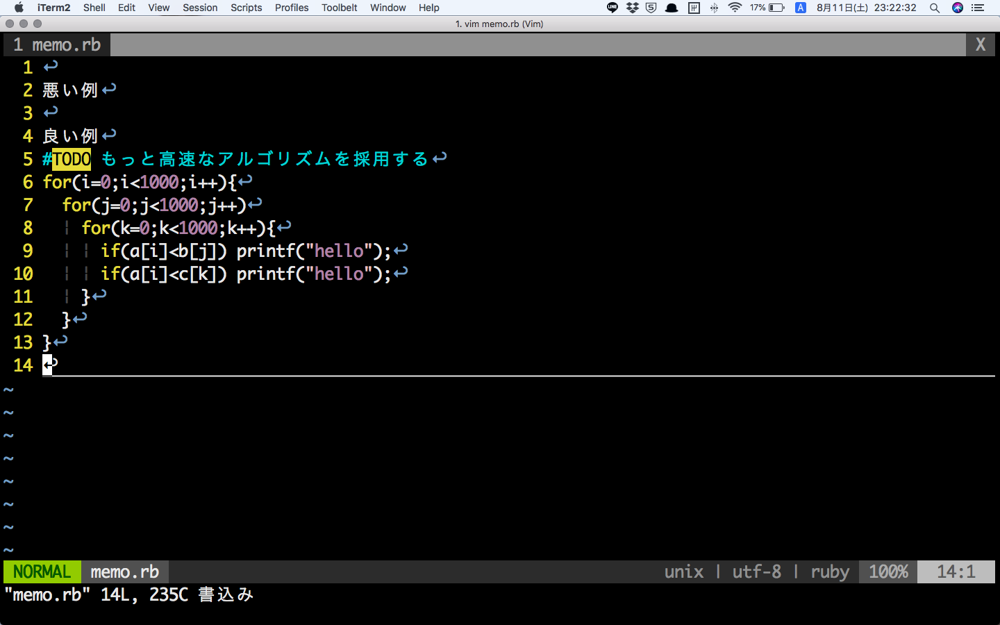 iTerm2 Shell Edit View Session Scripts Profiles Toolbelt Window Help LINE 5 17% A 8月11日(土) 23:22:32
1. vim memo.rb (Vim)
1 memo.rb X
1
2 悪い例
3
4 良い例
5 #TODO もっと高速なアルゴリズムを採用する
6 for(i=0;i<1000;i++){
7 for(j=0;j<1000;j++)
8 ¦ for(k=0;k<1000;k++){
9 ¦ ¦ if(a[i]<b[j]) printf("hello");
10 ¦ ¦ if(a[i]<c[k]) printf("hello");
11 ¦ }
12 }
13 }
14
~
~
~
~
~
~
~
~
NORMAL memo.rb unix | utf-8 | ruby 100% 14:1
"memo.rb" 14L, 235C 書込み